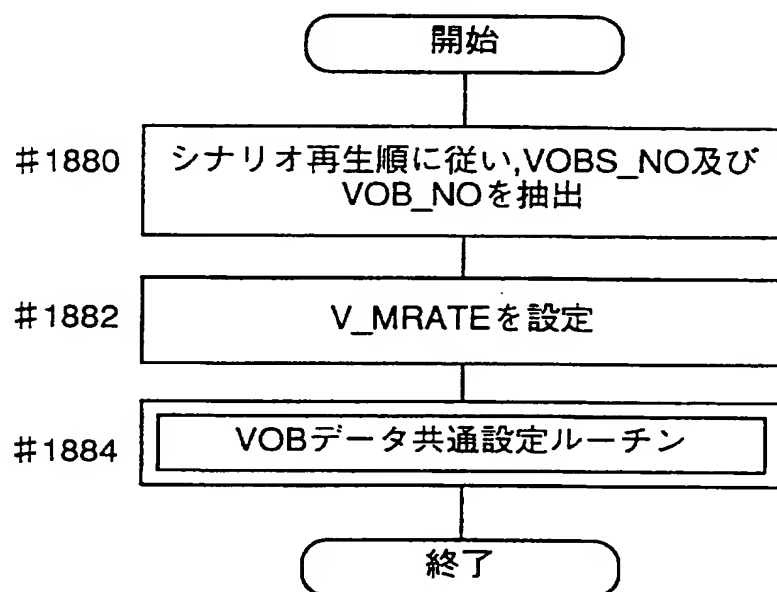 開始
#1880
シナリオ再生順に従い,VOBS_NO及び
VOB_NOを抽出
#1882
V_MRATEを設定
#1884
VOBデータ共通設定ルーチン
終了